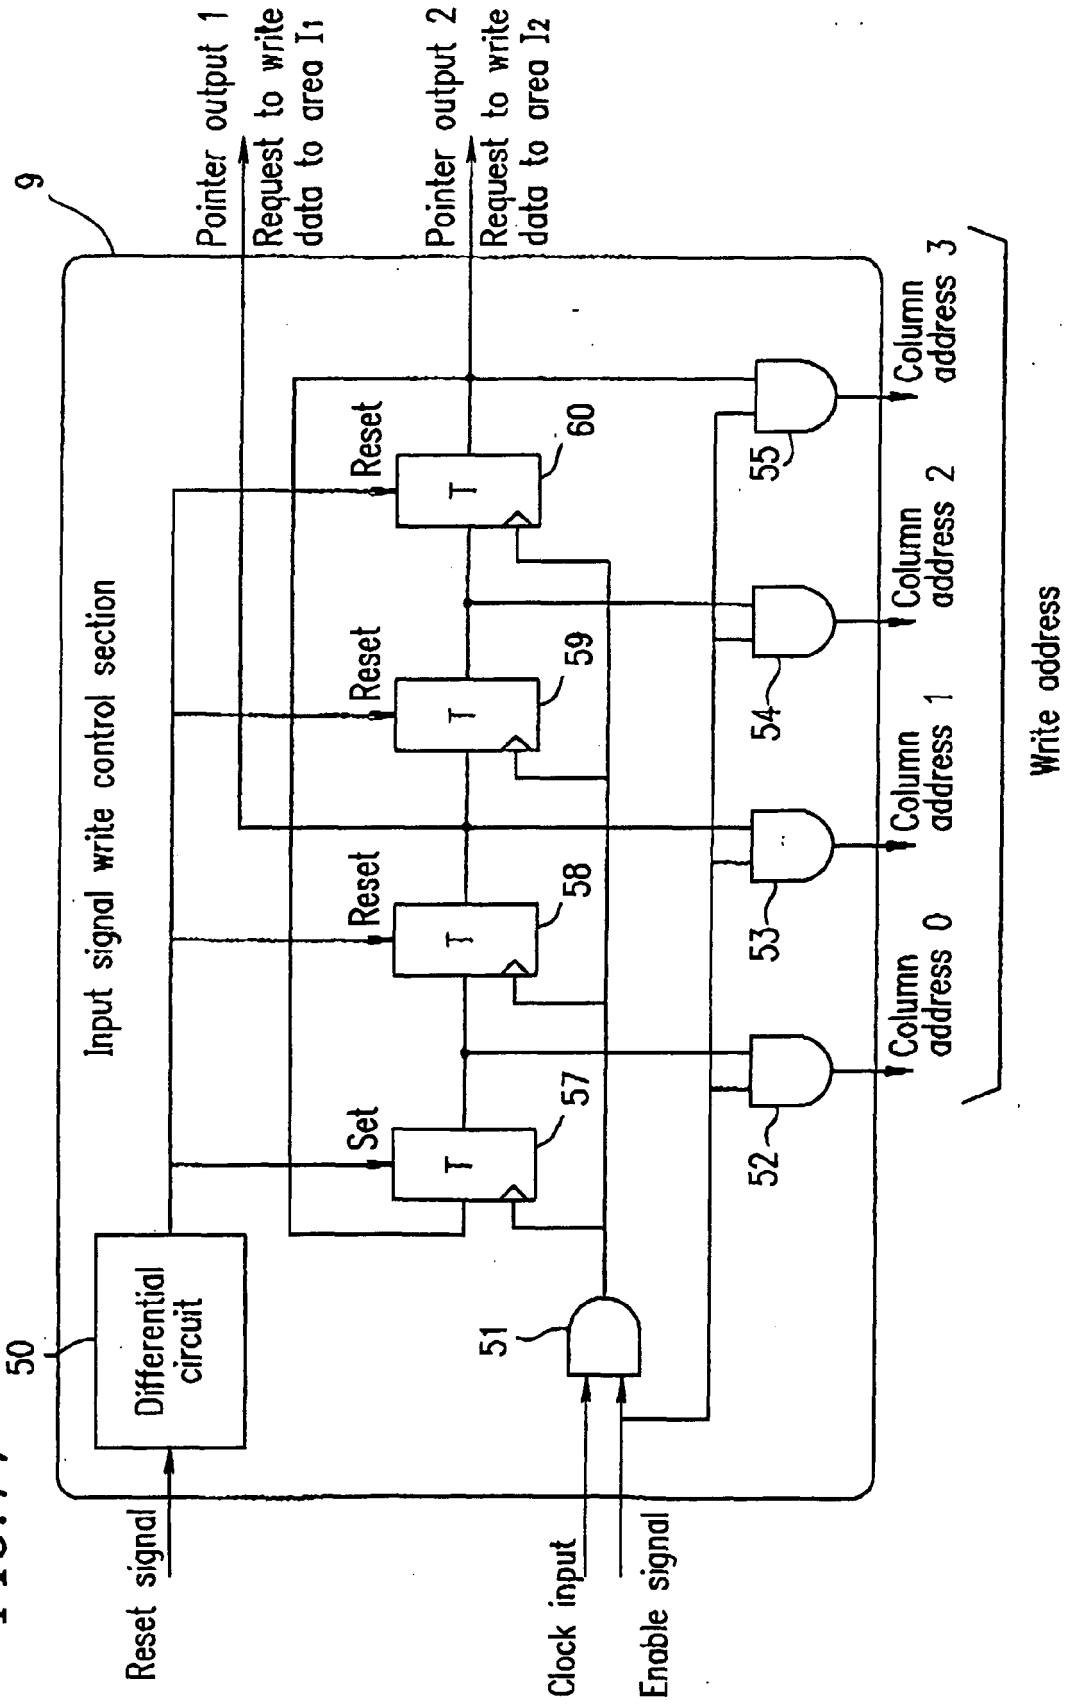 50
Reset signal
Differential
circuit
Input signal write control section
9
Pointer output 1
Request to write
data to area I1
Pointer output 2
Request to write
data to area I2
Set
T
57
Reset
T
58
Reset
T
59
Reset
T
60
Clock input
Enable signal
51
52
53
54
55
Column
address 0
Column
address 1
Column
address 2
Column
address 3
Write address